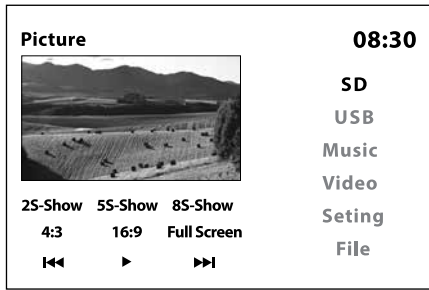 Picture
08:30
SD
USB
Music
Video
Seting
File
2S-Show 5S-Show 8S-Show
4:3 16:9 Full Screen